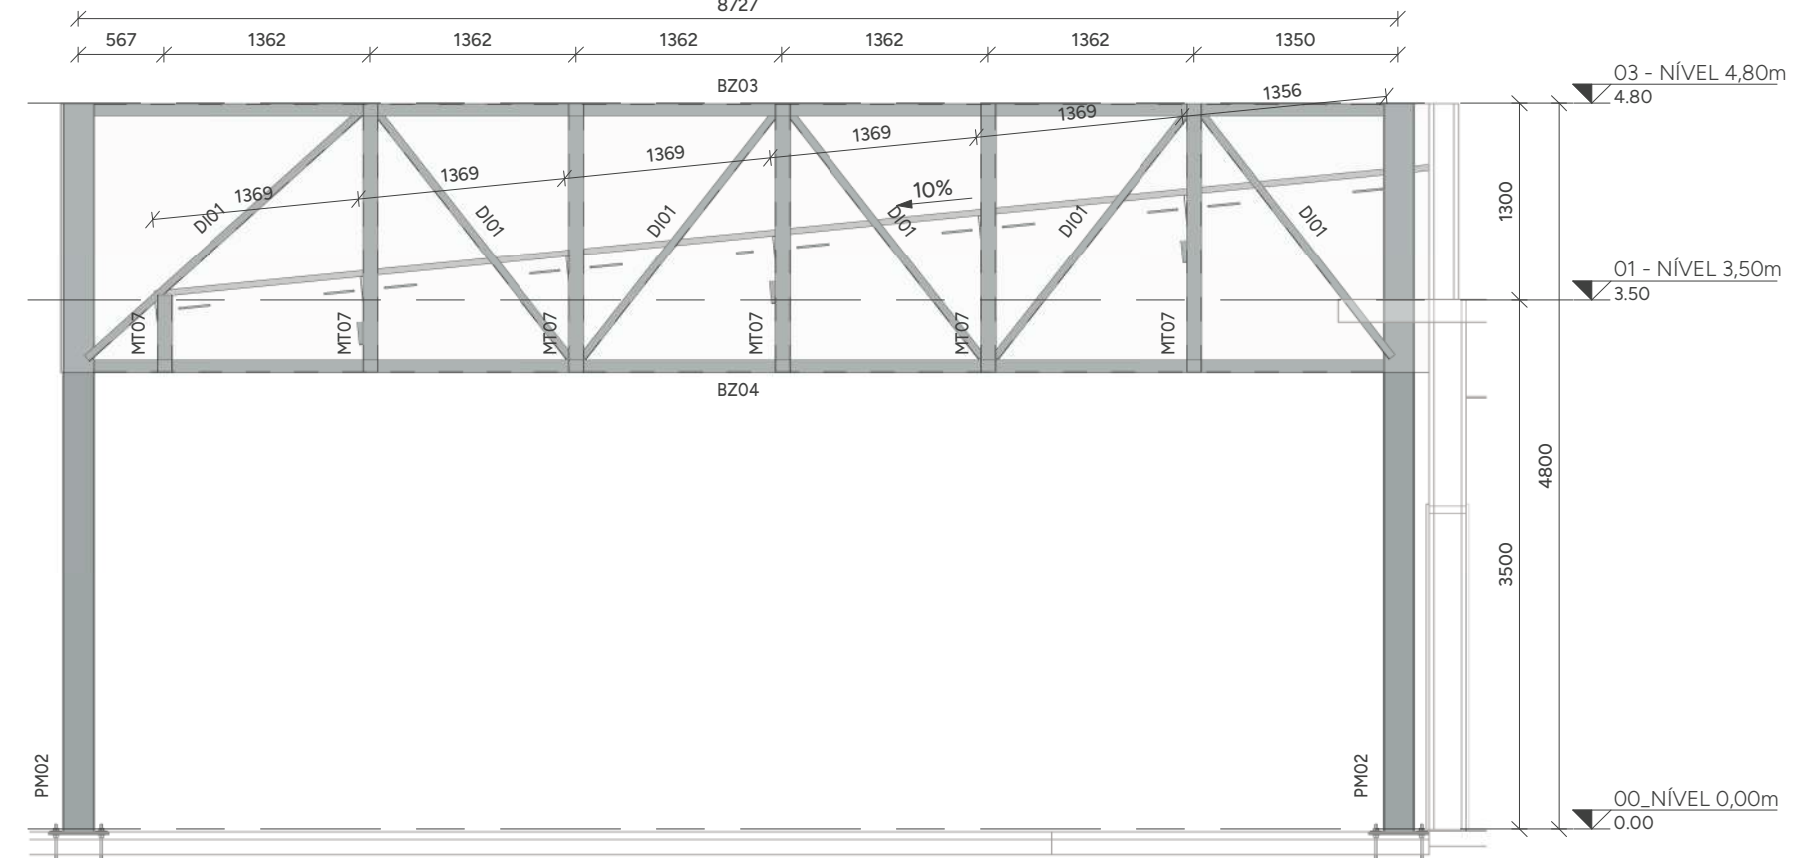 8727
567 1362 1362 1362 1362 1362 1350
BZ03
03 - NÍVEL 4,80m
4.80
1356
1369
1369
1369
1369
1369
10%
1300
DI01 DI01 DI01 DI01 DI01 DI01
01 - NÍVEL 3,50m
3.50
MT07 MT07 MT07 MT07 MT07 MT07
BZ04
4800
3500
PM02 PM02
00_NÍVEL 0,00m
0.00